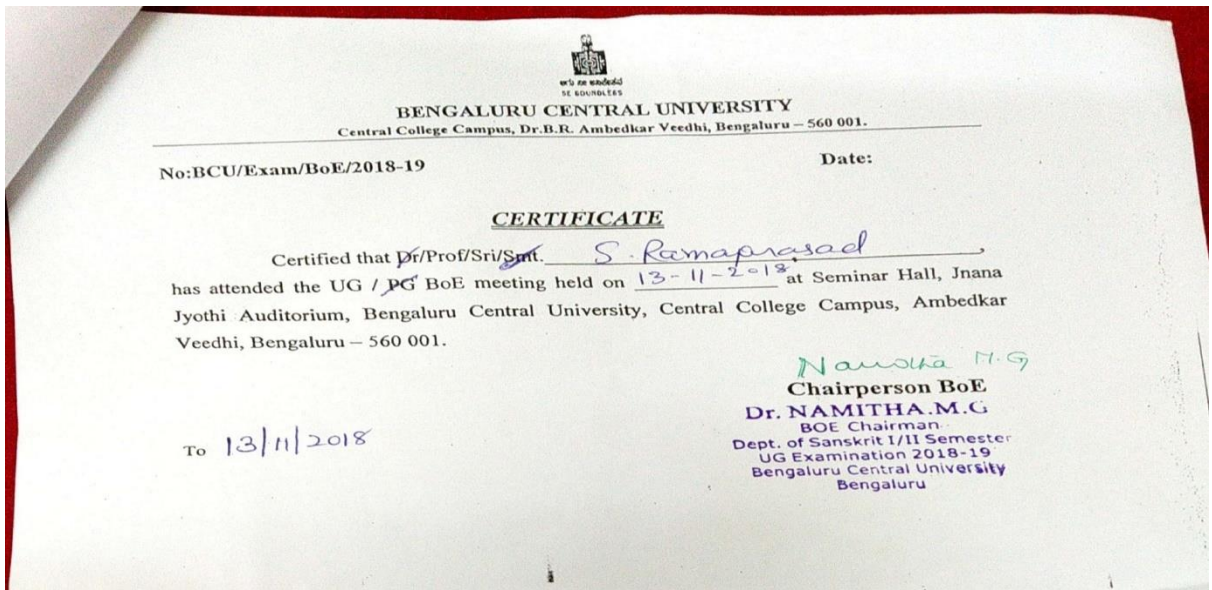 BE BOUNDLESS
BENGALURU CENTRAL UNIVERSITY
Central College Campus, Dr.B.R. Ambedkar Veedhi, Bengaluru – 560 001.
No:BCU/Exam/BoE/2018-19 Date:
CERTIFICATE
Certified that Dr/Prof/Sri/Smt. S. Ramaprasad,
has attended the UG / PG BoE meeting held on 13-11-2018 at Seminar Hall, Jnana
Jyothi Auditorium, Bengaluru Central University, Central College Campus, Ambedkar
Veedhi, Bengaluru – 560 001.
Namitha M.G
Chairperson BoE
Dr. NAMITHA.M.G
BOE Chairman
Dept. of Sanskrit I/II Semester
UG Examination 2018-19
Bengaluru Central University
Bengaluru
To 13/11/2018